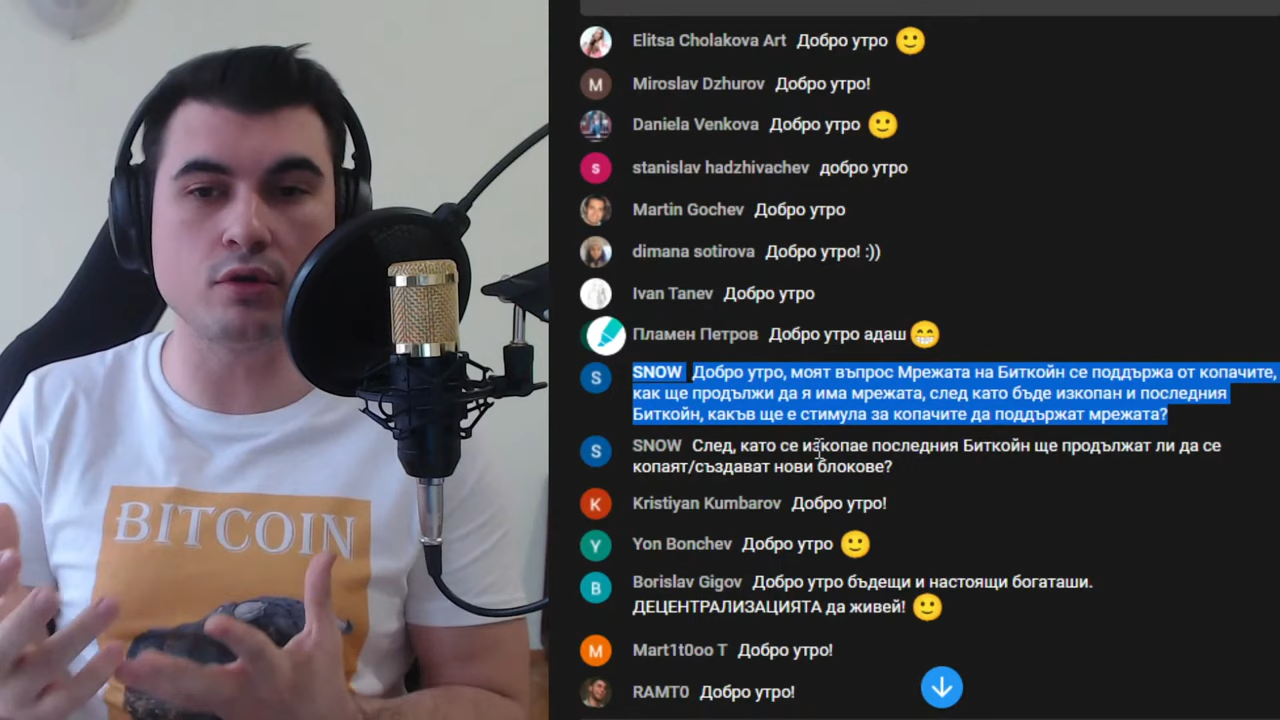 BITCOIN
Elitsa Cholakova Art Добро утро
M Miroslav Dzhurov Добро утро!
Daniela Venkova Добро утро
s stanislav hadzhivachev добро утро
Martin Gochev Добро утро
dimana sotirova Добро утро! :))
Ivan Tanev Добро утро
Пламен Петров Добро утро адаш
S SNOW Добро утро, моят въпрос Мрежата на Биткойн се поддържа от копачите,
как ще продължи да я има мрежата, след като бъде изкопан и последния
Биткойн, какъв ще е стимула за копачите да поддържат мрежата?
S SNOW След, като се изкопае последния Биткойн ще продължат ли да се
копаят/създават нови блокове?
K Kristiyan Kumbarov Добро утро!
Y Yon Bonchev Добро утро
B Borislav Gigov Добро утро бъдещи и настоящи богаташи.
ДЕЦЕНТРАЛИЗАЦИЯТА да живей!
M Mart1t0oo T Добро утро!
RAMT0 Добро утро!